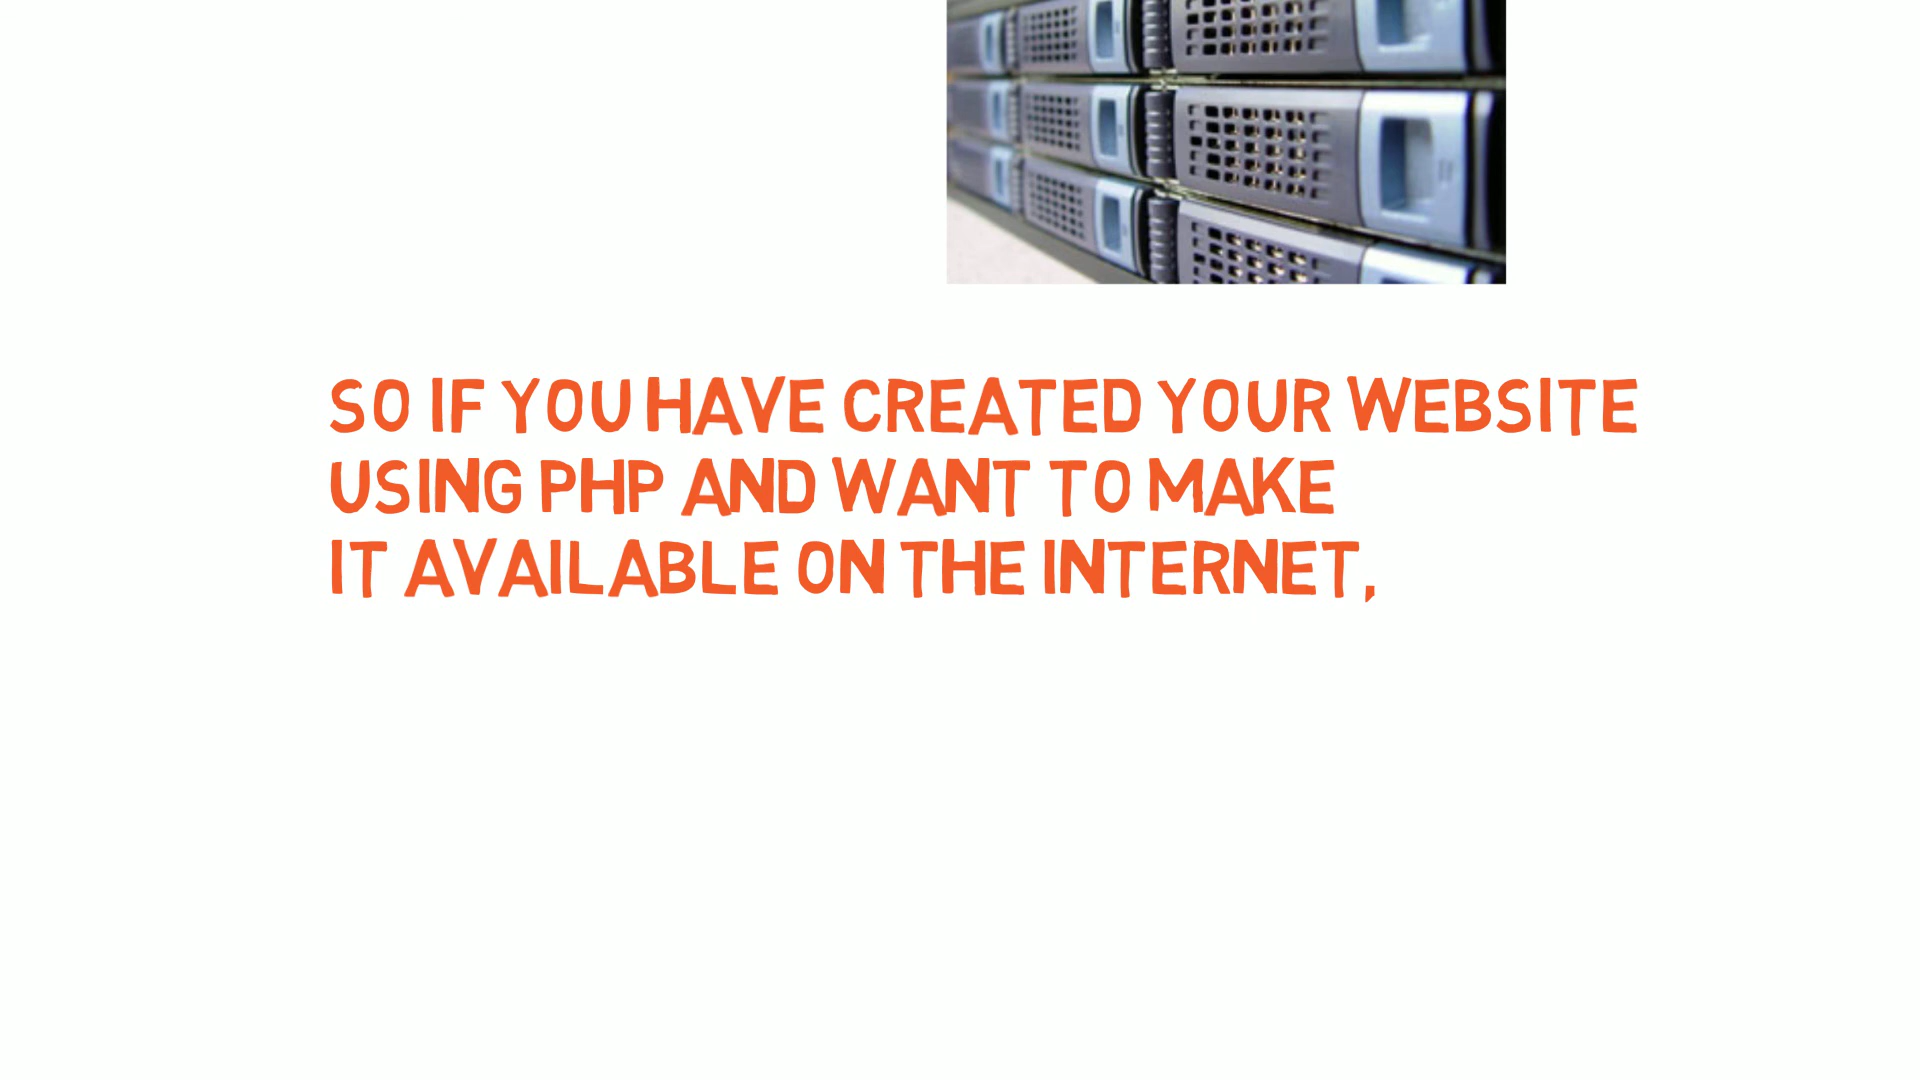 SO IF YOU HAVE CREATED YOUR WEBSITE
USING PHP AND WANT TO MAKE
IT AVAILABLE ON THE INTERNET,